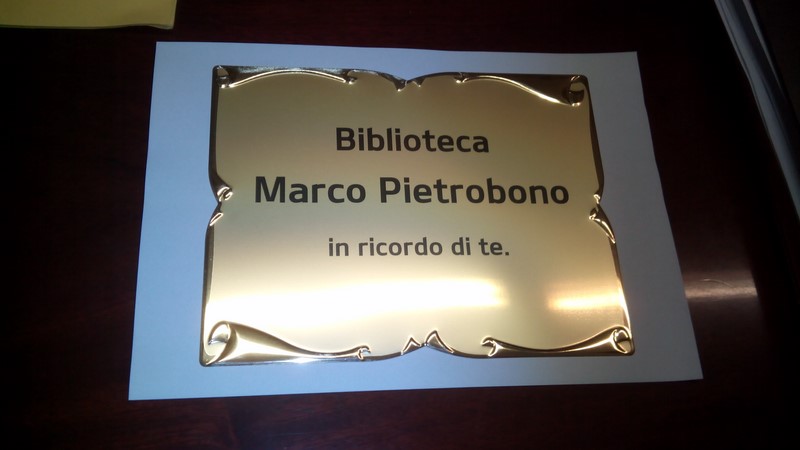 Biblioteca
Marco Pietrobono
in ricordo di te.